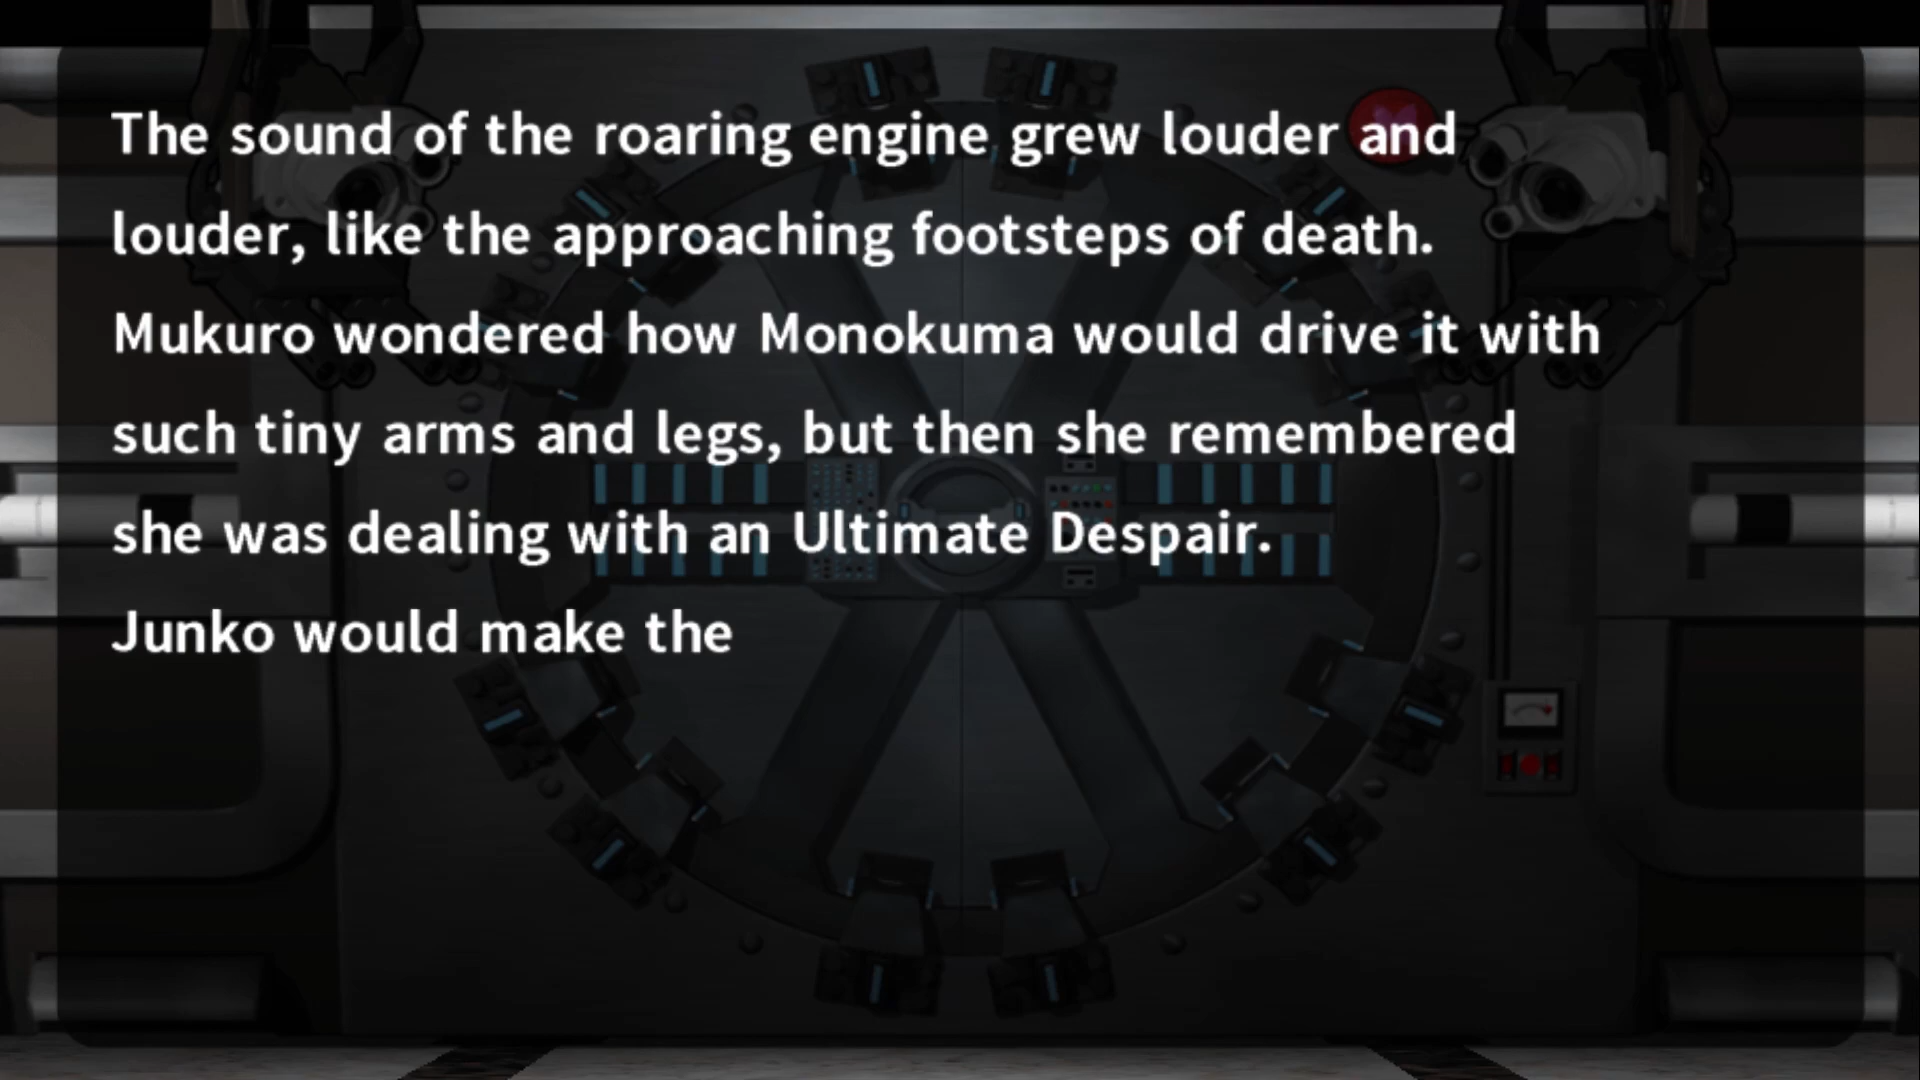 The sound of the roaring engine grew louder and
louder, like the approaching footsteps of death.
Mukuro wondered how Monokuma would drive it with
such tiny arms and legs, but then she remembered
she was dealing with an Ultimate Despair.
Junko would make the